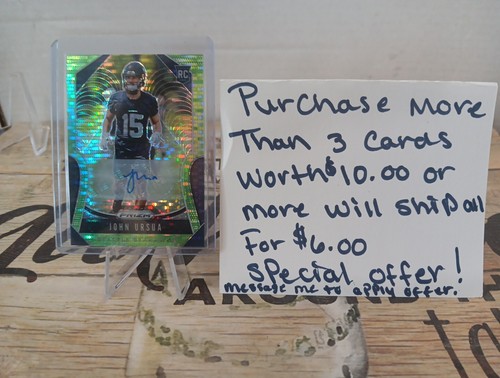 RC
15
PRIZM
JOHN URSUA
Purchase More
Than 3 Cards
Worth $10.00 or
more will ship all
For $6.00
special offer!
message me to apply offer!